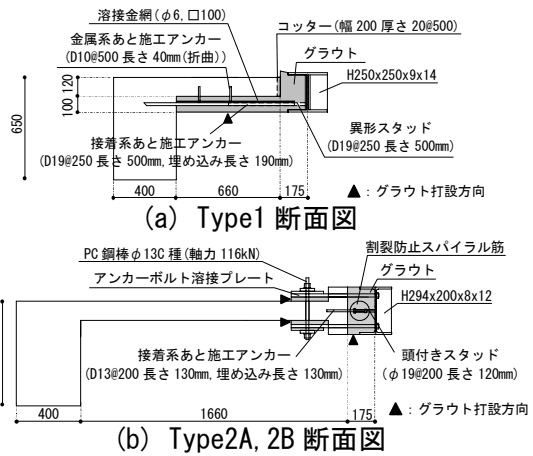 溶接金網(φ6,□100)
コッター(幅 200 厚さ 20@500)
金属系あと施工アンカー
(D10@500 長さ 40mm(折曲))
グラウト
H250x250x9x14
120
100
650
接着系あと施工アンカー
(D19@250 長さ 500mm, 埋め込み長さ 190mm)
異形スタッド
(D19@250 長さ 500mm)
400
660
175
▲：グラウト打設方向
(a) Type1 断面図
PC 鋼棒φ13C 種(軸力 116kN)
割裂防止スパイラル筋
アンカーボルト溶接プレート
グラウト
H294x200x8x12
接着系あと施工アンカー
(D13@200 長さ 130mm, 埋め込み長さ 130mm)
頭付きスタッド
(φ19@200 長さ 120mm)
400
1660
175
▲：グラウト打設方向
(b) Type2A, 2B 断面図